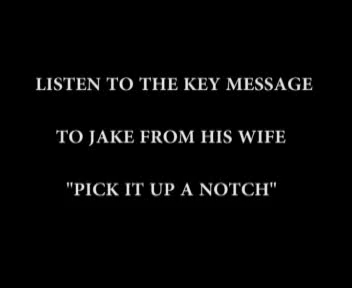 LISTEN TO THE KEY MESSAGE
TO JAKE FROM HIS WIFE
"PICK IT UP A NOTCH"